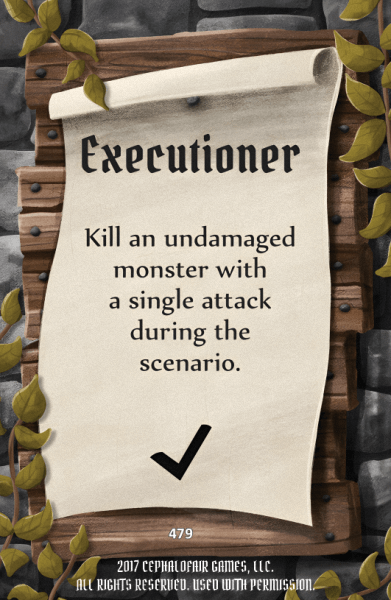 Executioner
Kill an undamaged
monster with
a single attack
during the
scenario.
479
2017 CEPHALOFAIR GAMES, LLC.
ALL RIGHTS RESERVED. USED WITH PERMISSION.